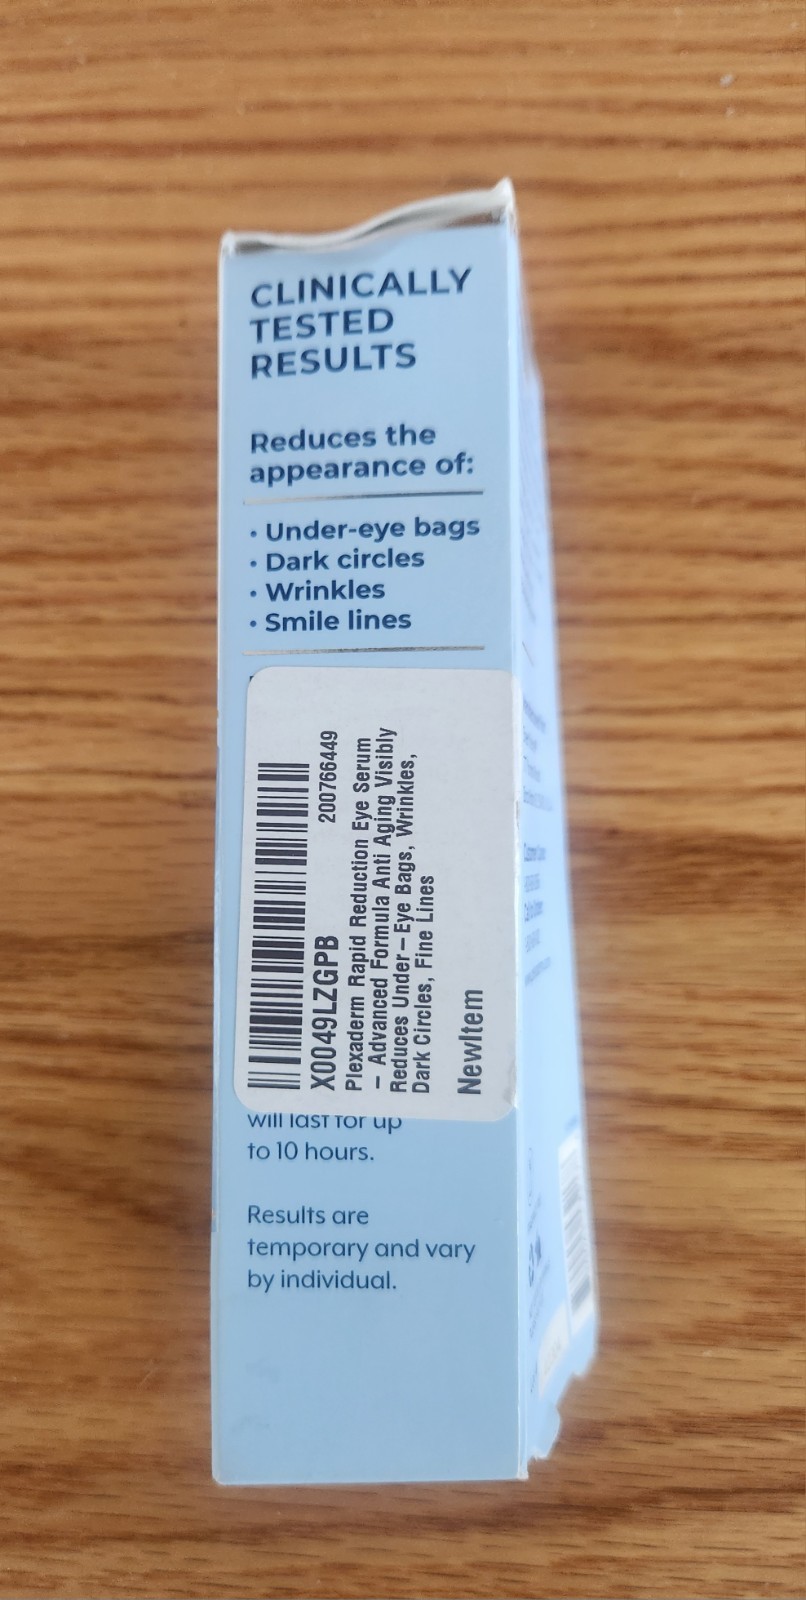 CLINICALLY
TESTED
RESULTS
Reduces the
appearance of:
• Under-eye bags
• Dark circles
• Wrinkles
• Smile lines
X0049LZGPB 200766449
Plexaderm Rapid Reduction Eye Serum
– Advanced Formula Anti Aging Visibly
Reduces Under–Eye Bags, Wrinkles,
Dark Circles, Fine Lines
NewItem
will last for up
to 10 hours.
Results are
temporary and vary
by individual.